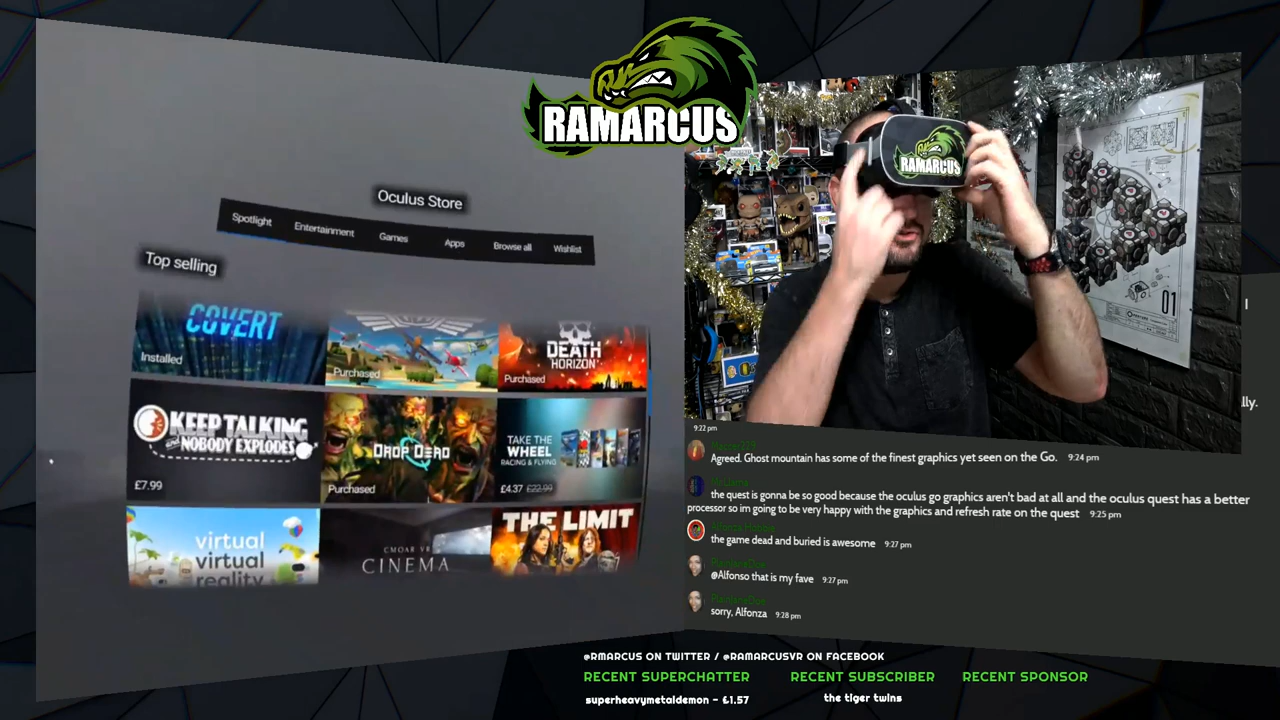 RAMARCUS
Oculus Store
Spotlight
Entertainment
Games
Apps
Browse all
Wishlist
Top selling
COVERT
Installed
Purchased
DEATH
HORIZON
Purchased
KEEP TALKING
and NOBODY EXPLODES
£7.99
DROP DEAD
Purchased
TAKE THE
WHEEL
RACING & FLYING
£4.37 £22.99
virtual
virtual
reality
CMOAR VR
CINEMA
THE LIMIT
RAMARCUS
01
lly.
9:22 pm
Agreed. Ghost mountain has some of the finest graphics yet seen on the Go. 9:24 pm
the quest is gonna be so good because the oculus go graphics aren't bad at all and the oculus quest has a better
processor so im going to be very happy with the graphics and refresh rate on the quest 9:25 pm
the game dead and buried is awesome 9:27 pm
@Alfonso that is my fave 9:27 pm
sorry, Alfonza 9:28 pm
@RMARCUS ON TWITTER / @RAMARCUSVR ON FACEBOOK
RECENT SUPERCHATTER
RECENT SUBSCRIBER
RECENT SPONSOR
superheavymetaldemon - £1.57
the tiger twins